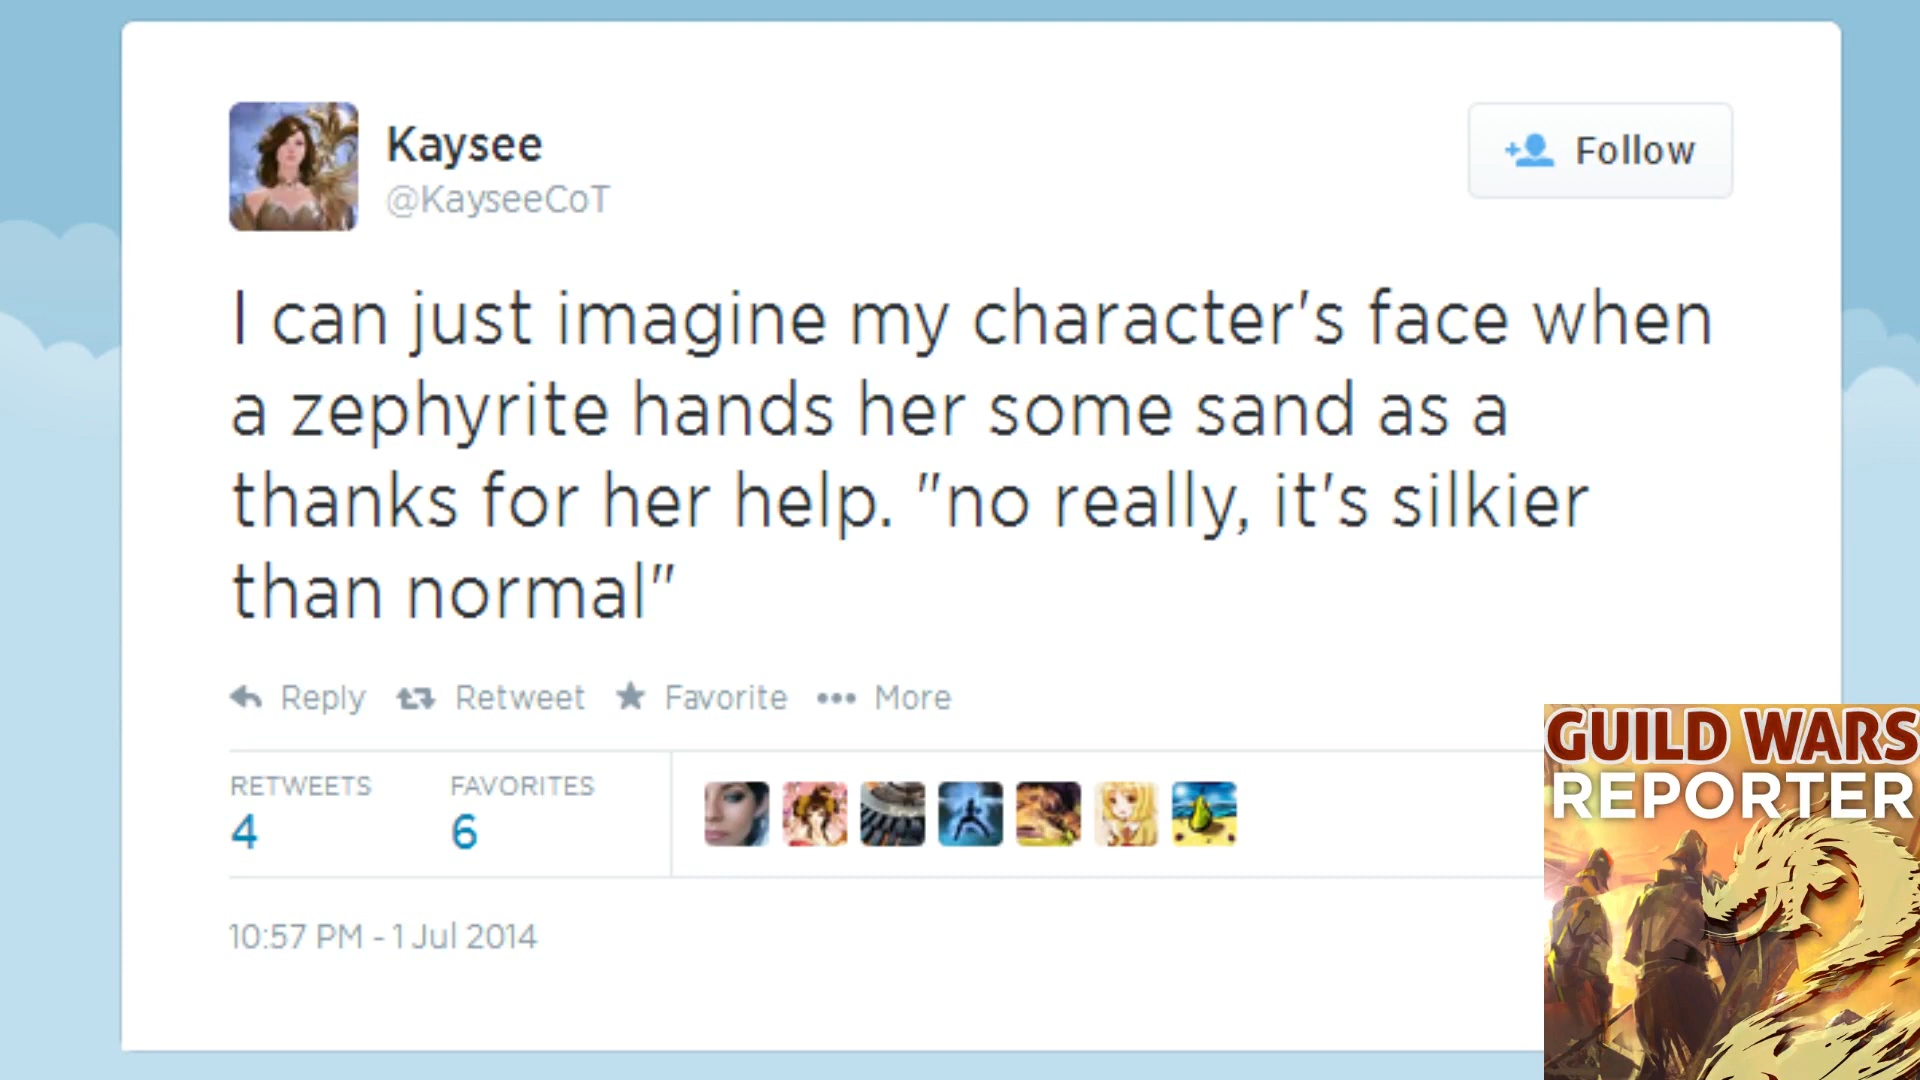 Kaysee
@KayseeCoT
Follow
I can just imagine my character's face when
a zephyrite hands her some sand as a
thanks for her help. "no really, it's silkier
than normal"
Reply Retweet Favorite More
RETWEETS FAVORITES
4 6
10:57 PM - 1 Jul 2014
GUILD WARS
REPORTER